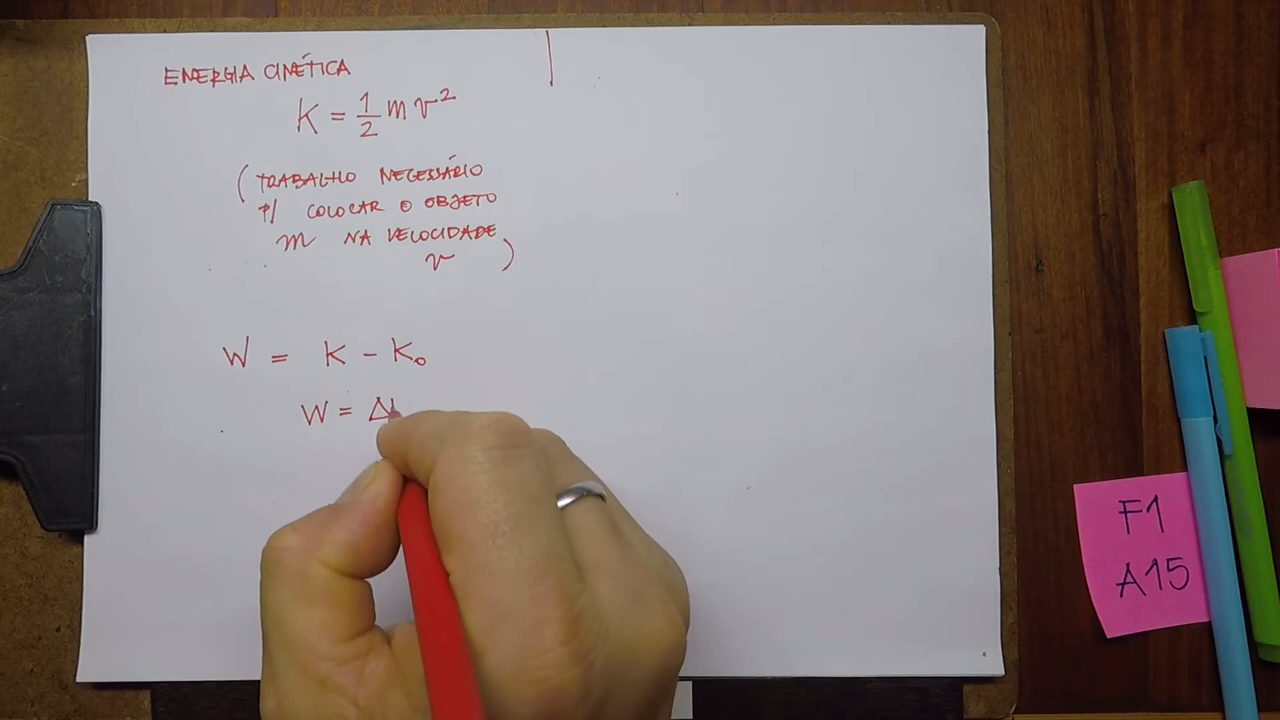 ENERGIA CINÉTICA
K = 1/2 m v²
( TRABALHO NECESSÁRIO
P/ COLOCAR O OBJETO
m NA VELOCIDADE
v )
W = K - K₀
W = Δ
F1
A15